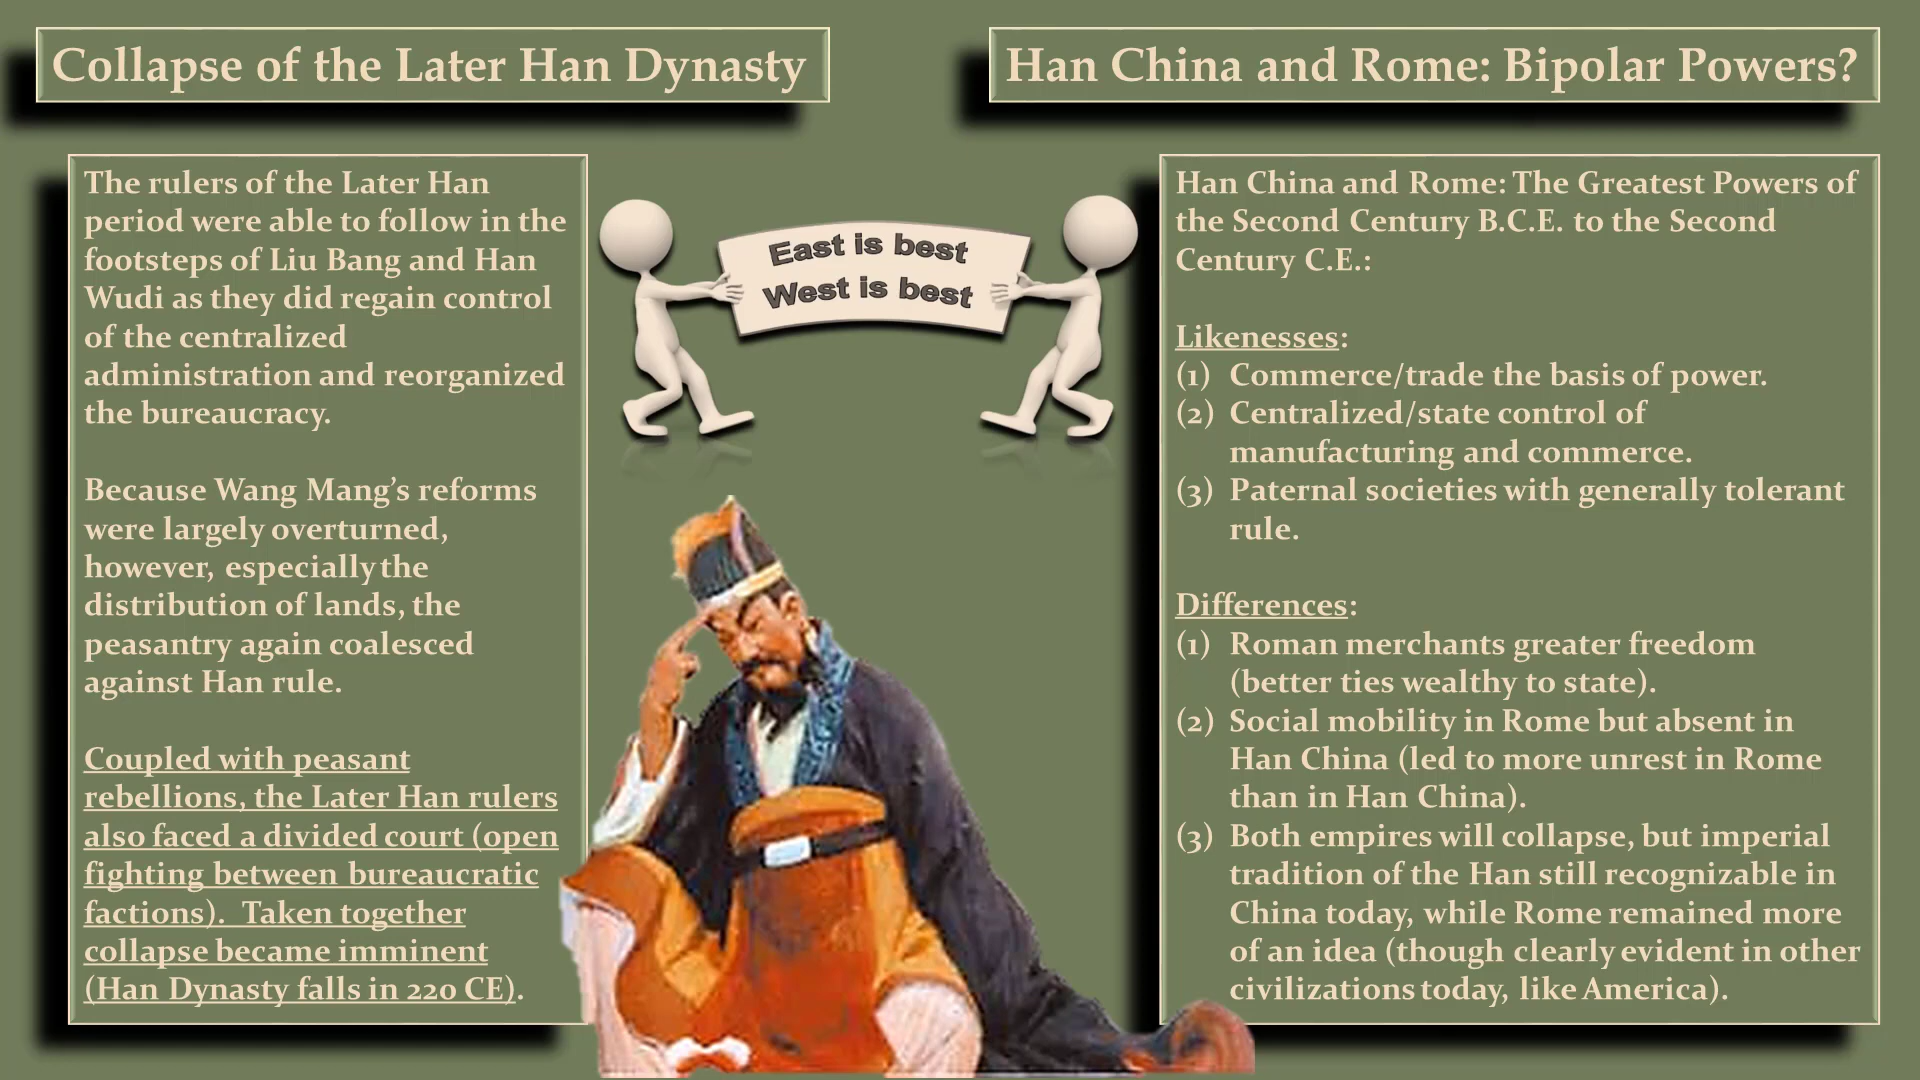 Collapse of the Later Han Dynasty
Han China and Rome: Bipolar Powers?
The rulers of the Later Han
period were able to follow in the
footsteps of Liu Bang and Han
Wudi as they did regain control
of the centralized
administration and reorganized
the bureaucracy.
Because Wang Mang's reforms
were largely overturned,
however, especially the
distribution of lands, the
peasantry again coalesced
against Han rule.
Coupled with peasant
rebellions, the Later Han rulers
also faced a divided court (open
fighting between bureaucratic
factions). Taken together
collapse became imminent
(Han Dynasty falls in 220 CE).
East is best
West is best
Han China and Rome: The Greatest Powers of
the Second Century B.C.E. to the Second
Century C.E.:
Likenesses:
(1) Commerce/trade the basis of power.
(2) Centralized/state control of
manufacturing and commerce.
(3) Paternal societies with generally tolerant
rule.
Differences:
(1) Roman merchants greater freedom
(better ties wealthy to state).
(2) Social mobility in Rome but absent in
Han China (led to more unrest in Rome
than in Han China).
(3) Both empires will collapse, but imperial
tradition of the Han still recognizable in
China today, while Rome remained more
of an idea (though clearly evident in other
civilizations today, like America).